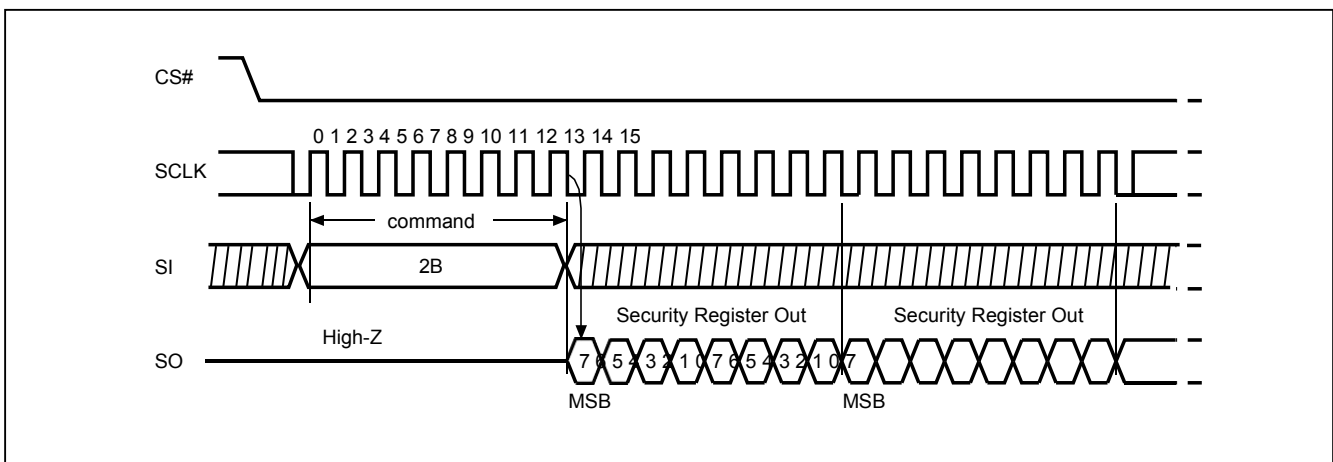 CS#
0 1 2 3 4 5 6 7 8 9 10 11 12 13 14 15
SCLK
command
SI
2B
Security Register Out
Security Register Out
High-Z
SO
7 6 5 4 3 2 1 0 7 6 5 4 3 2 1 0 7
MSB
MSB